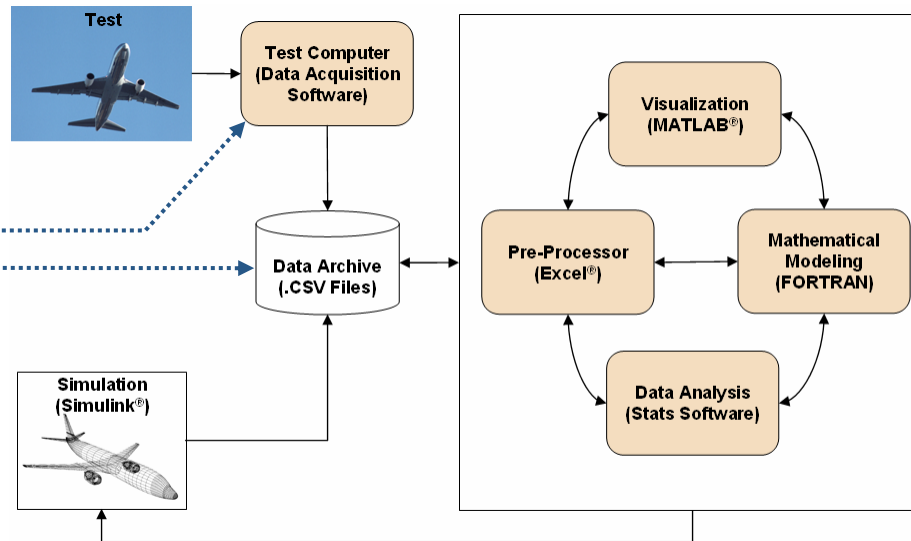 Test
Test Computer
(Data Acquisition
Software)
Visualization
(MATLAB®)
Pre-Processor
(Excel®)
Mathematical
Modeling
(FORTRAN)
Data Archive
(.CSV Files)
Simulation
(Simulink®)
Data Analysis
(Stats Software)